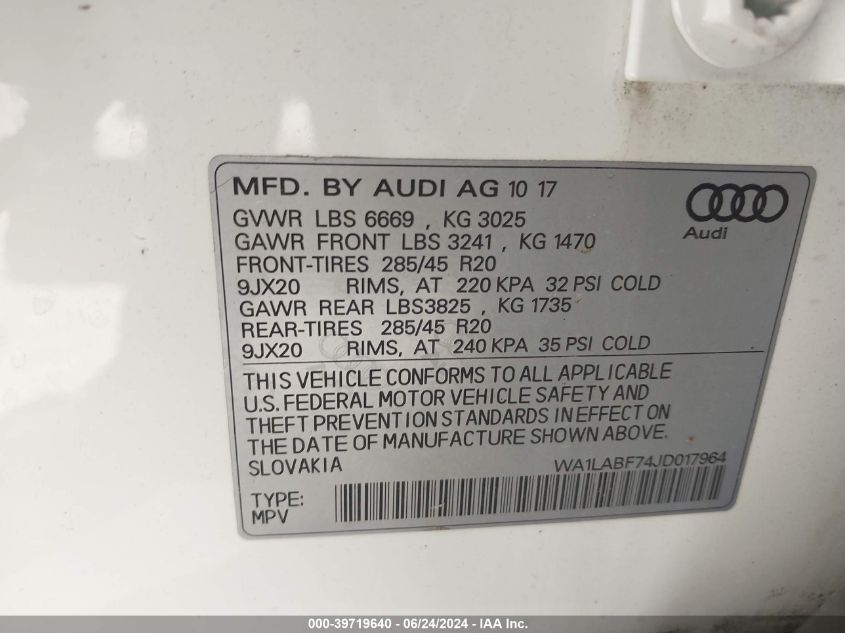 MFD. BY AUDI AG 10 17
GVWR LBS 6669 , KG 3025
GAWR FRONT LBS 3241 , KG 1470
FRONT-TIRES 285/45 R20
9JX20 RIMS, AT 220 KPA 32 PSI COLD
GAWR REAR LBS3825 , KG 1735
REAR-TIRES 285/45 R20
9JX20 RIMS, AT 240 KPA 35 PSI COLD
Audi
THIS VEHICLE CONFORMS TO ALL APPLICABLE
U.S. FEDERAL MOTOR VEHICLE SAFETY AND
THEFT PREVENTION STANDARDS IN EFFECT ON
THE DATE OF MANUFACTURE SHOWN ABOVE.
SLOVAKIA WA1LABF74JD017964
TYPE:
MPV
000-39719640 - 06/24/2024 - IAA Inc.